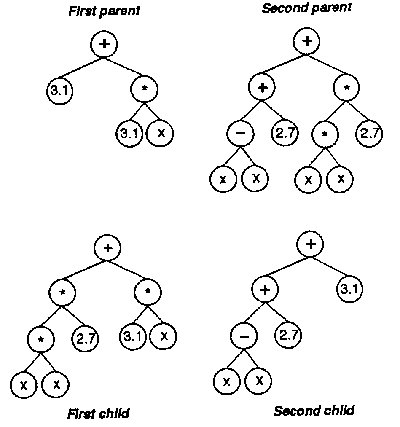 First parent
Second parent
+
+
3.1
*
+
*
3.1
x
−
2.7
*
2.7
x
x
x
x
+
+
*
*
+
3.1
*
2.7
3.1
x
−
2.7
x
x
x
x
First child
Second child